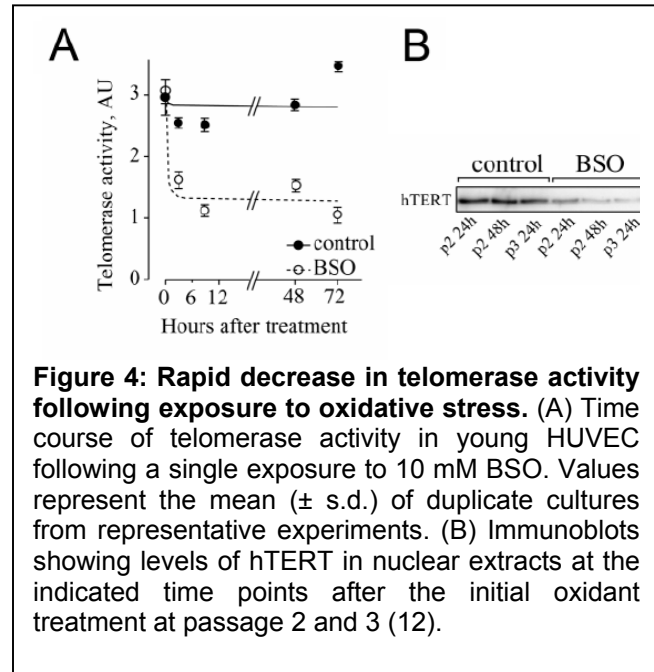 A
B
Telomerase activity, AU
3
2
1
0
control
BSO
0 6 12 48 72
Hours after treatment
control BSO
hTERT
p2 24h p2 48h p3 24h p2 24h p2 48h p3 24h
Figure 4: Rapid decrease in telomerase activity
following exposure to oxidative stress. (A) Time
course of telomerase activity in young HUVEC
following a single exposure to 10 mM BSO. Values
represent the mean (± s.d.) of duplicate cultures
from representative experiments. (B) Immunoblots
showing levels of hTERT in nuclear extracts at the
indicated time points after the initial oxidant
treatment at passage 2 and 3 (12).